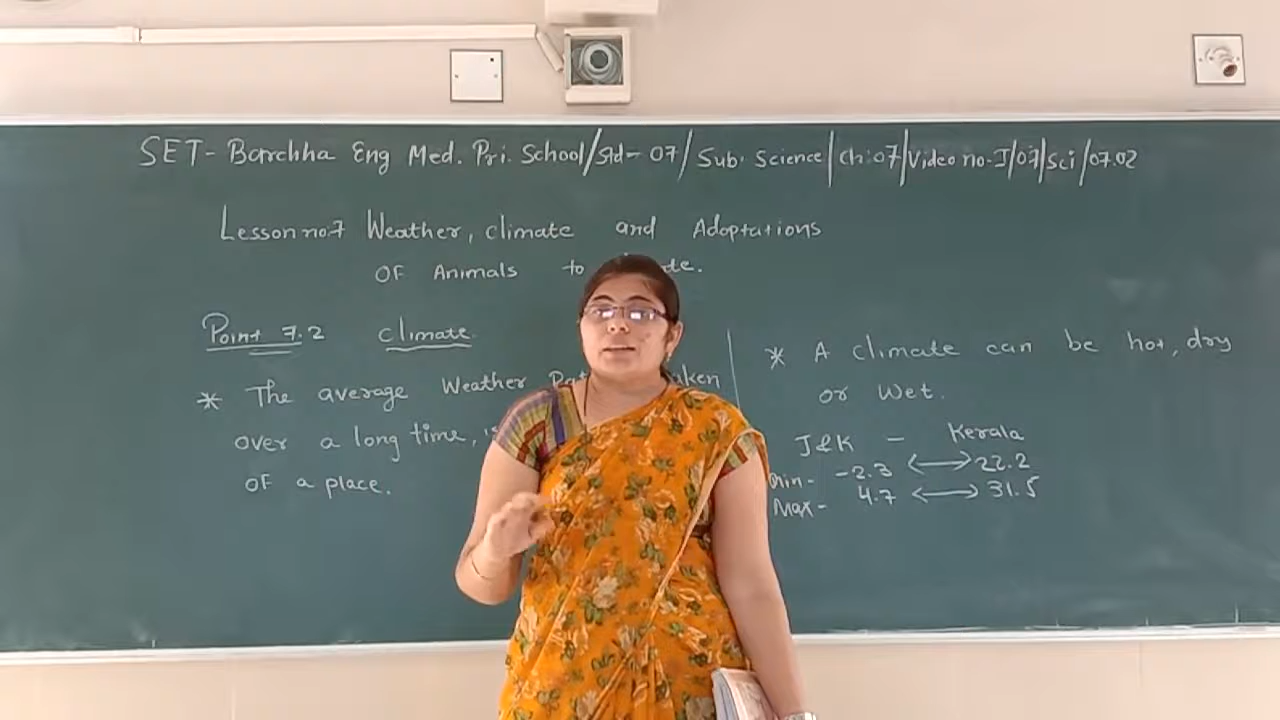 SET - Barchha Eng Med. Pri. School/Std- 07/ Sub. Science/Ch:07/Video no.-I/07/Sci/07.02
Lesson no.7 Weather, climate and Adoptations
OF Animals to
Point 7.2 climate
* The average Weather
over a long time,
OF a place.
* A climate can be hot, dry
or Wet.
J&K - Kerala
Min- -2.3 ⟷ 22.2
Max- 4.7 ⟷ 31.5